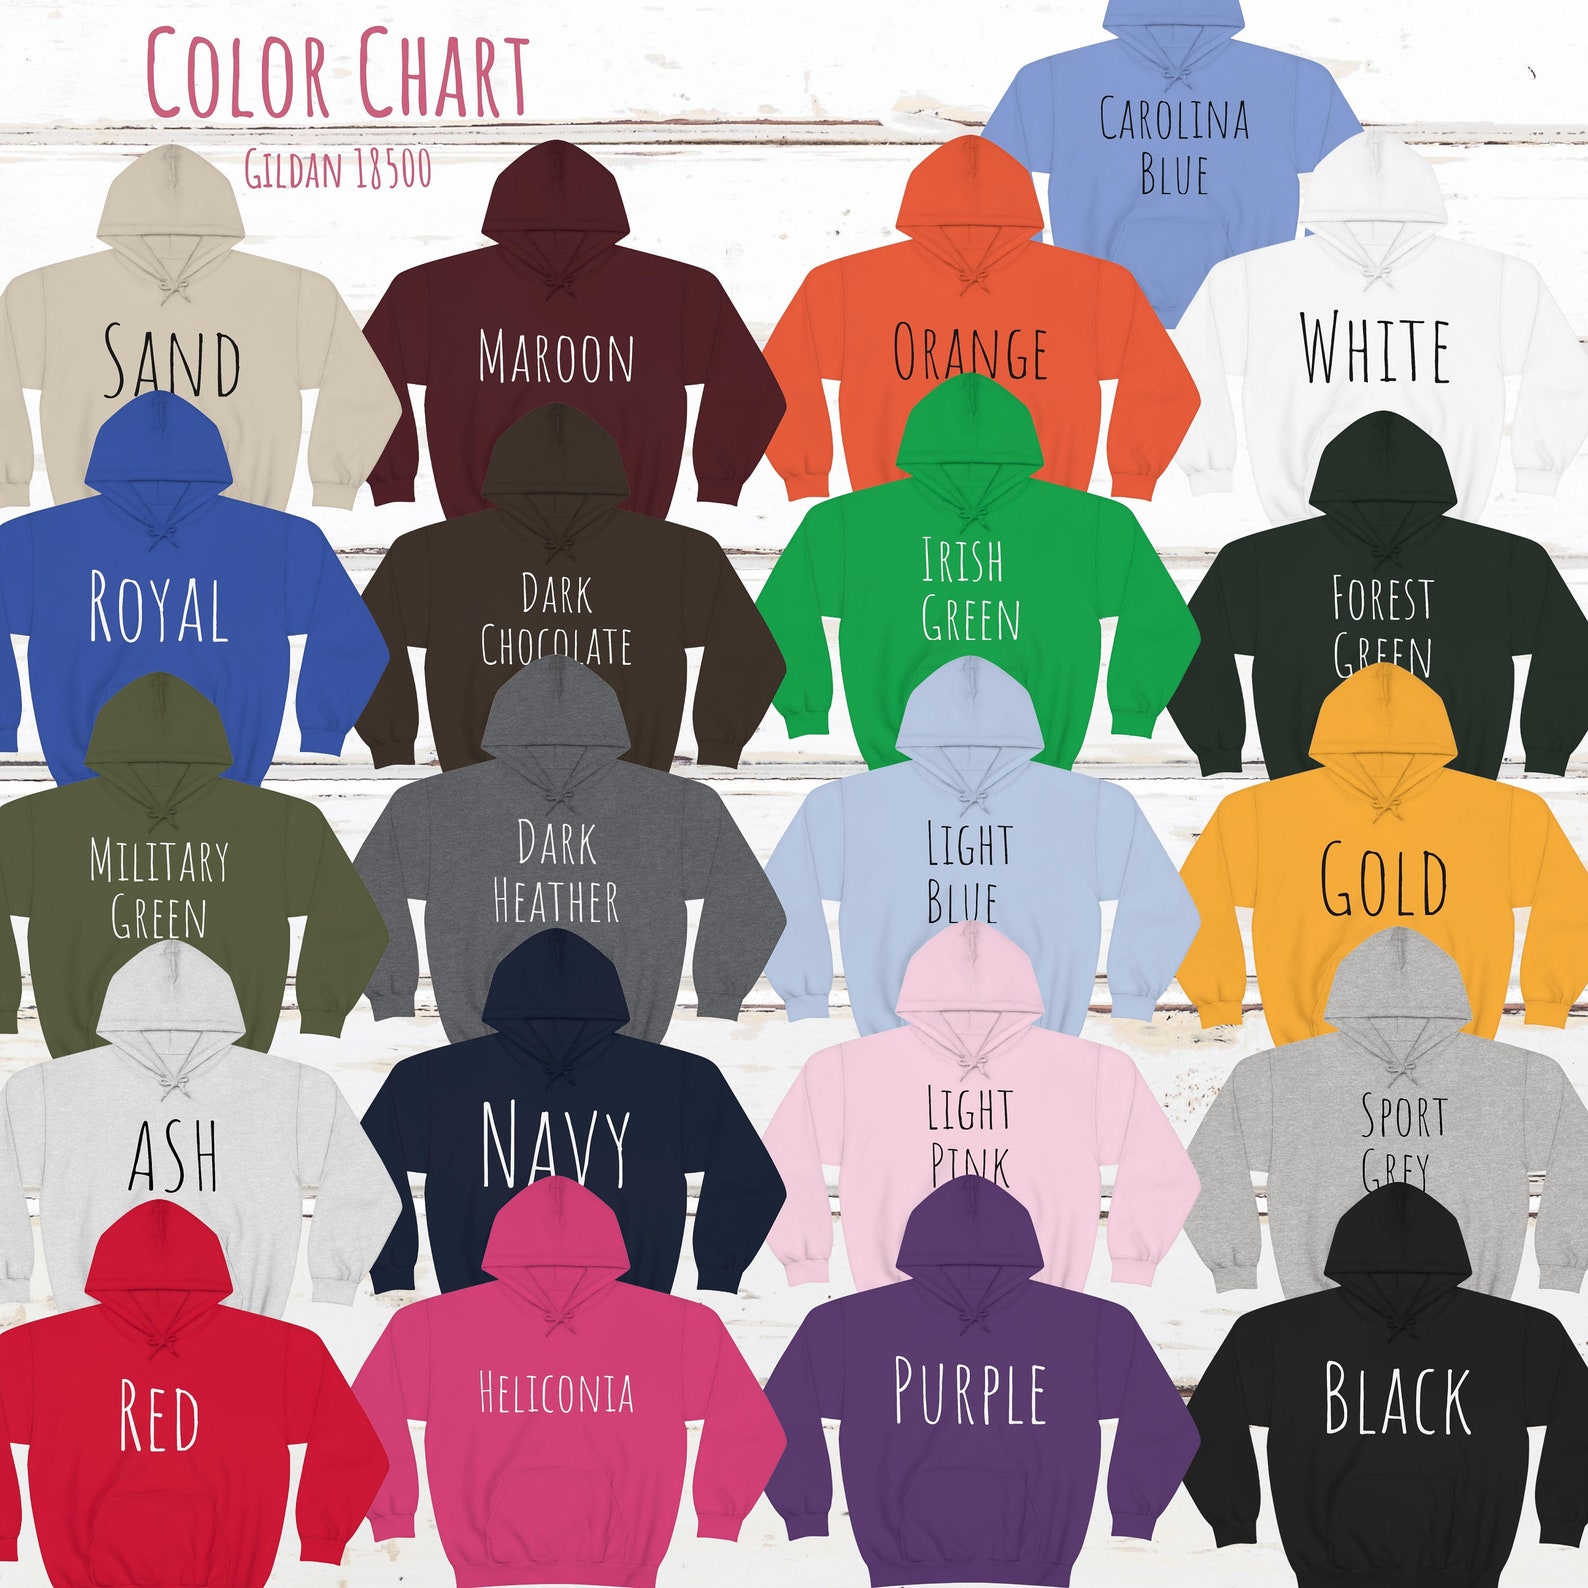 Color Chart
Gildan 18500
Carolina
Blue
Sand
Maroon
Orange
White
Royal
Dark
Chocolate
Irish
Green
Forest
Green
Military
Green
Dark
Heather
Light
Blue
Gold
ASH
Navy
Light
Pink
Sport
Grey
Red
Heliconia
Purple
Black